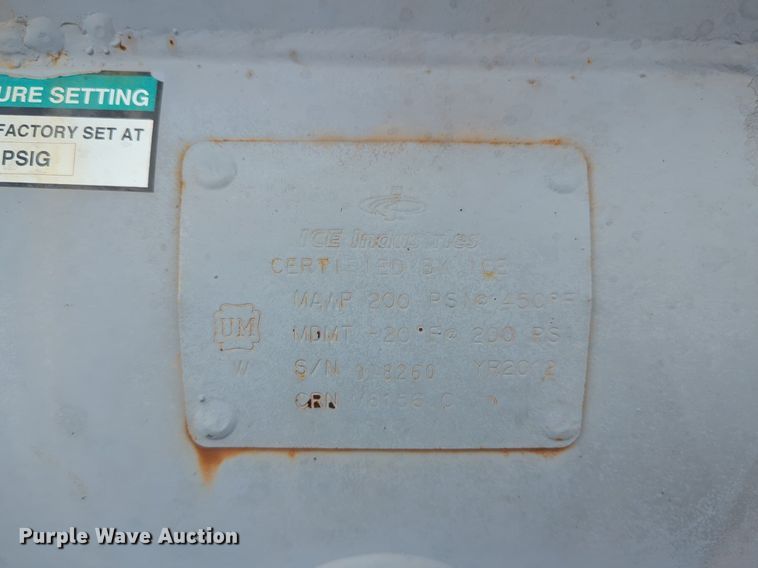 URE SETTING
FACTORY SET AT
PSIG
ICE Industries
CERTIFIED BY ICE
MAWP 200 PSI @ 450°F
UM
MDMT -20°F@ 200 PSI
W
S/N
CRN
Purple Wave Auction®